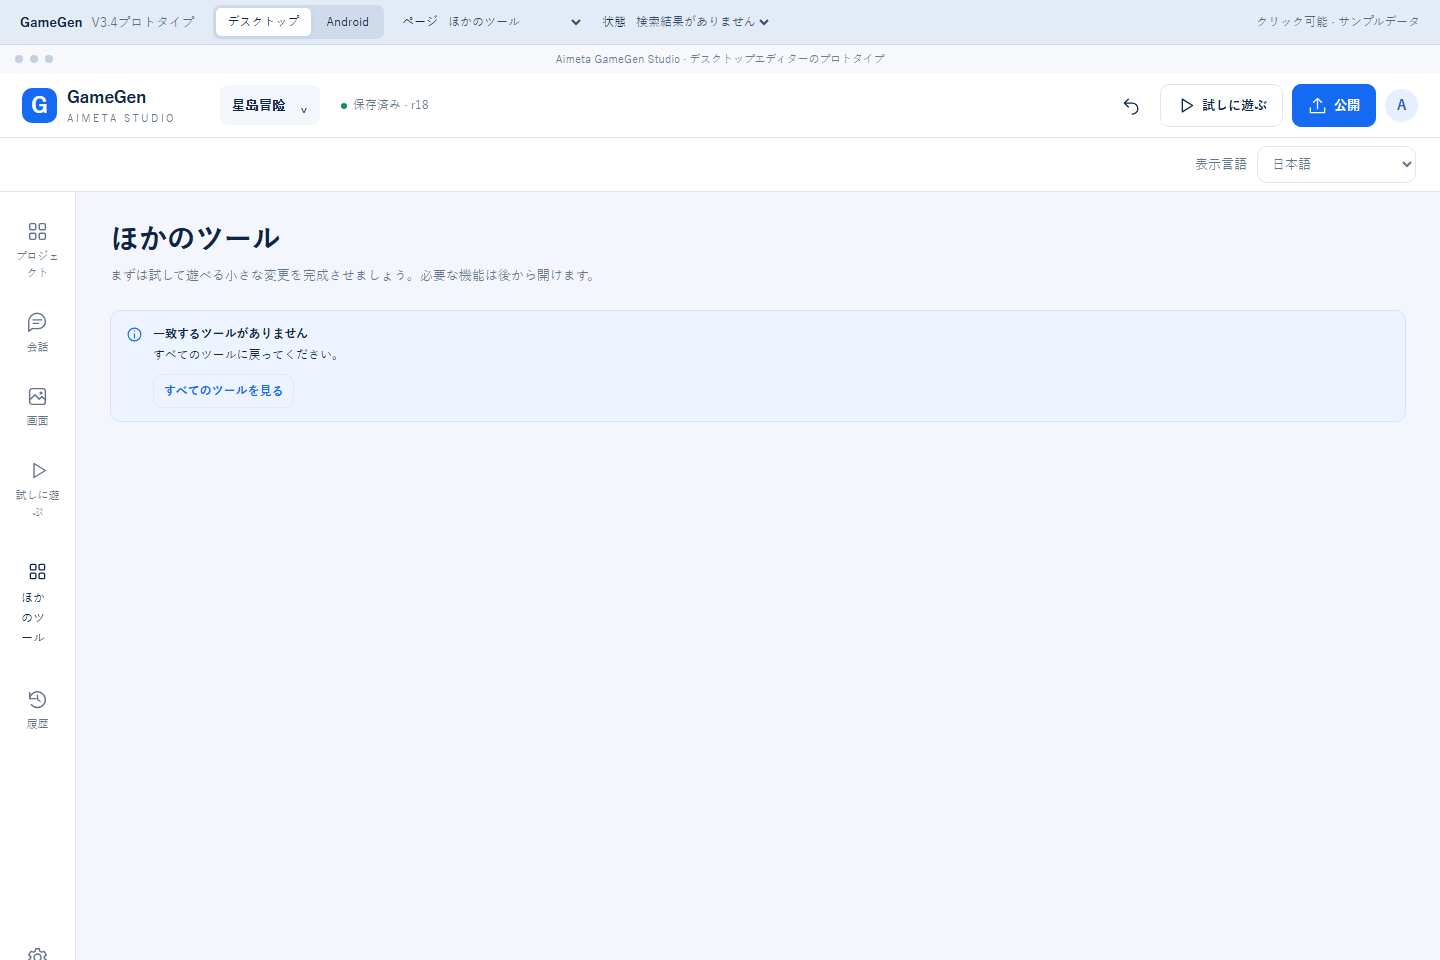 GameGen V3.4プロトタイプ デスクトップ Android ページ ほかのツール 状態 検索結果がありません クリック可能 · サンプルデータ
Aimeta GameGen Studio · デスクトップエディターのプロトタイプ
G GameGen
AIMETA STUDIO
星岛冒险
保存済み · r18
試しに遊ぶ
公開
A
表示言語 日本語
プロジェ
クト
会話
画面
試しに遊
ぶ
ほか
のツ
ール
履歴
ほかのツール
まずは試して遊べる小さな変更を完成させましょう。必要な機能は後から開けます。
一致するツールがありません
すべてのツールに戻ってください。
すべてのツールを見る